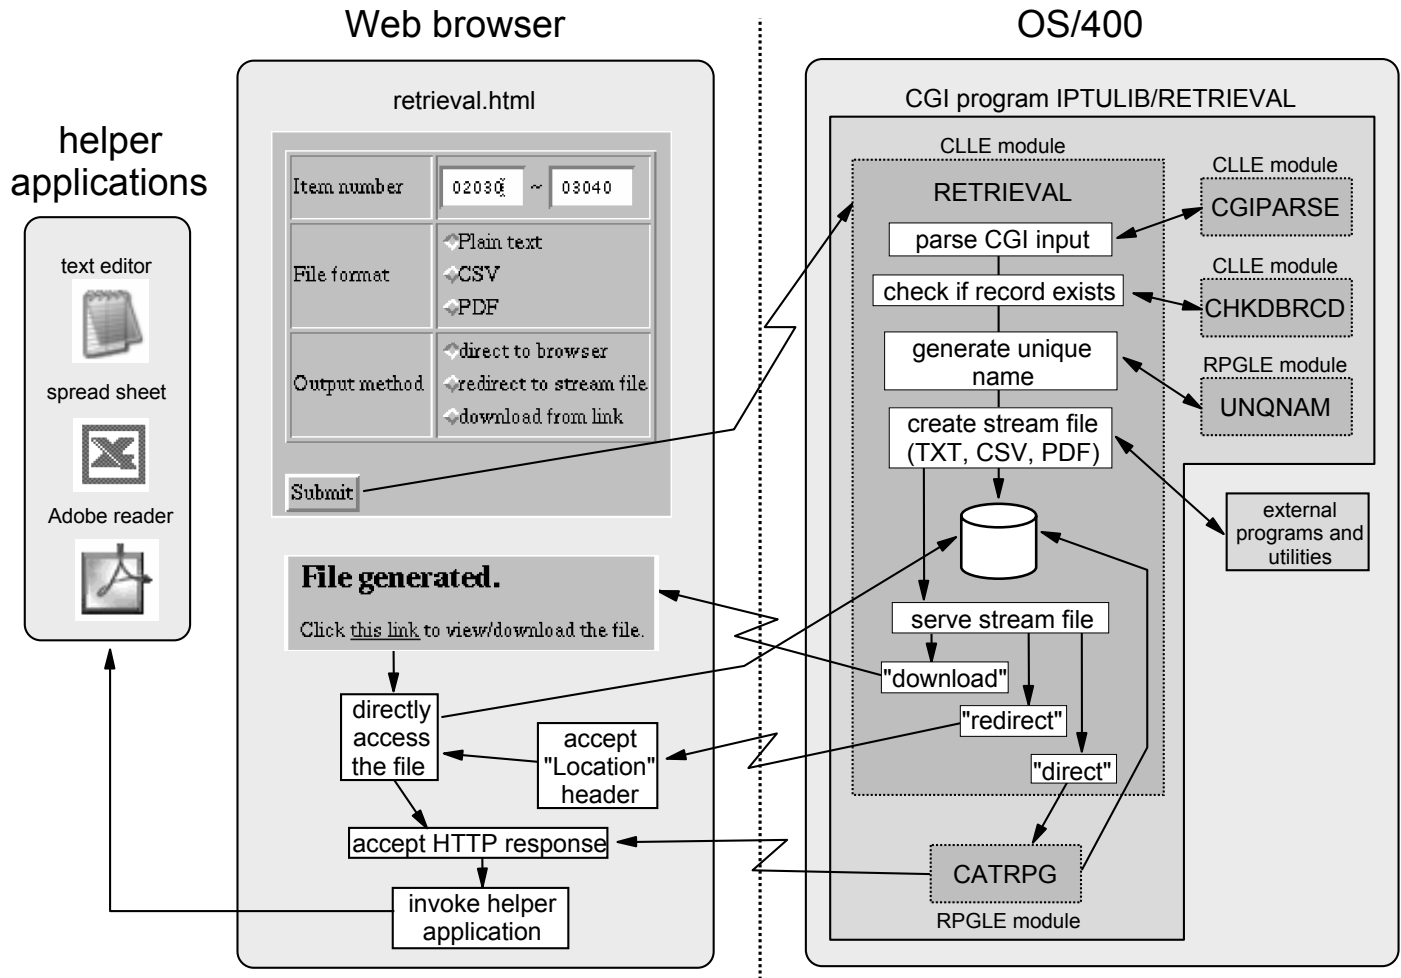 Web browser
OS/400
helper
applications
text editor
spread sheet
Adobe reader
retrieval.html
Item number
02030 ~ 03040
File format
Plain text
CSV
PDF
Output method
direct to browser
redirect to stream file
download from link
Submit
File generated.
Click this link to view/download the file.
directly
access
the file
accept
"Location"
header
accept HTTP response
invoke helper
application
CGI program IPTULIB/RETRIEVAL
CLLE module
RETRIEVAL
parse CGI input
check if record exists
generate unique
name
create stream file
(TXT, CSV, PDF)
serve stream file
"download"
"redirect"
"direct"
CATRPG
RPGLE module
CLLE module
CGIPARSE
CLLE module
CHKDBRCD
RPGLE module
UNQNAM
external
programs and
utilities